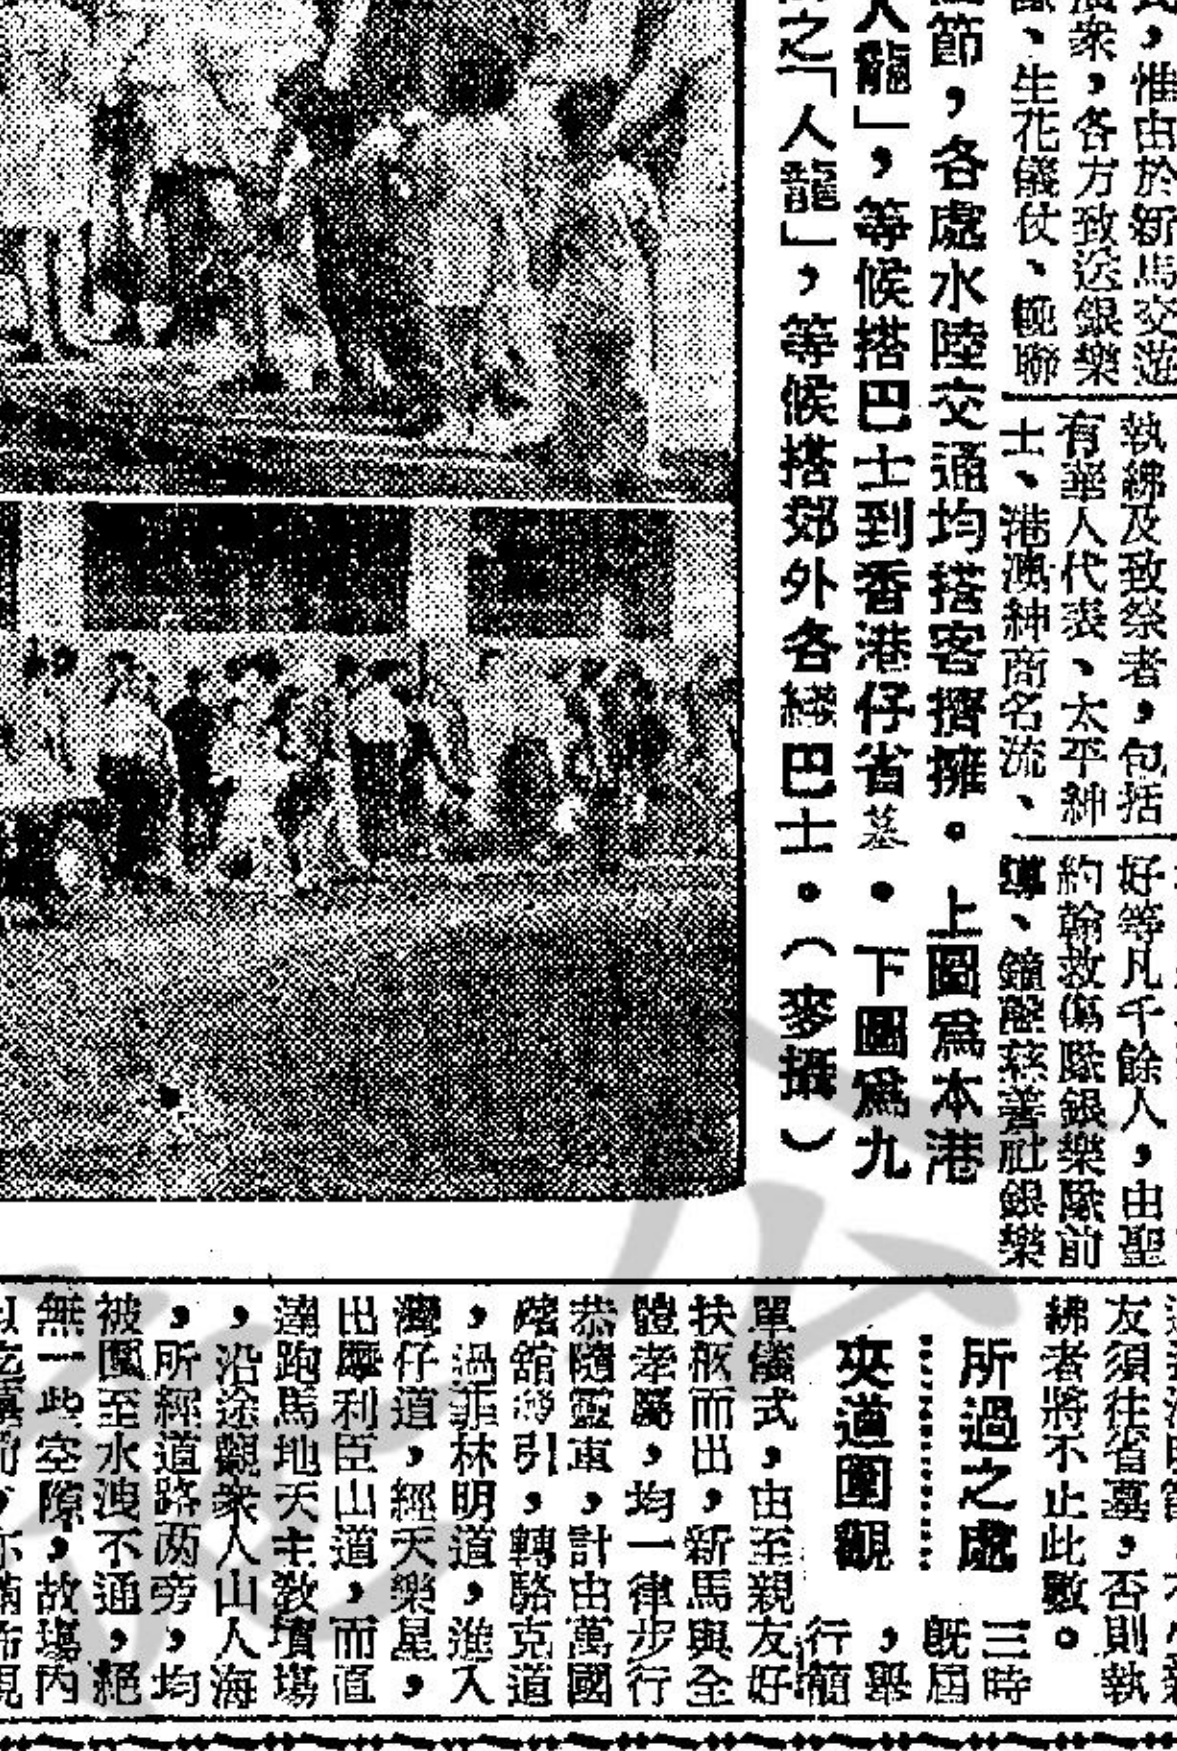 式，惟由於新馬交遊
廣衆，各方致送銀樂
隊、生花儀仗、輓聯
執紼及致祭者，包括
有華人代表、太平紳
士、港澳紳商名流、
好等凡千餘人，由聖
約翰救傷隊銀樂隊前
導、鐘聲慈善社銀樂
節，各處水陸交通均搭客擠擁。上圖爲本港
人龍」，等候搭巴士到香港仔省墓。下圖爲九
之「人龍」，等候搭郊外各綫巴士。（麥攝）
友須往省墓，否則執
紼者將不止此數。
所過之處
夾道圍觀
三時
既屆
，舉
行簡
單儀式，由至親友好
扶柩而出，新馬與全
體孝屬，均一律步行
恭隨靈車，計由萬國
殯館發引，轉駱克道
，過菲林明道，進入
灣仔道，經天樂里，
出摩利臣山道，而直
達跑馬地天主教墳場
，沿途觀衆人山人海
，所經道路兩旁，均
被圍至水洩不通，絕
無一些空隙，故場內